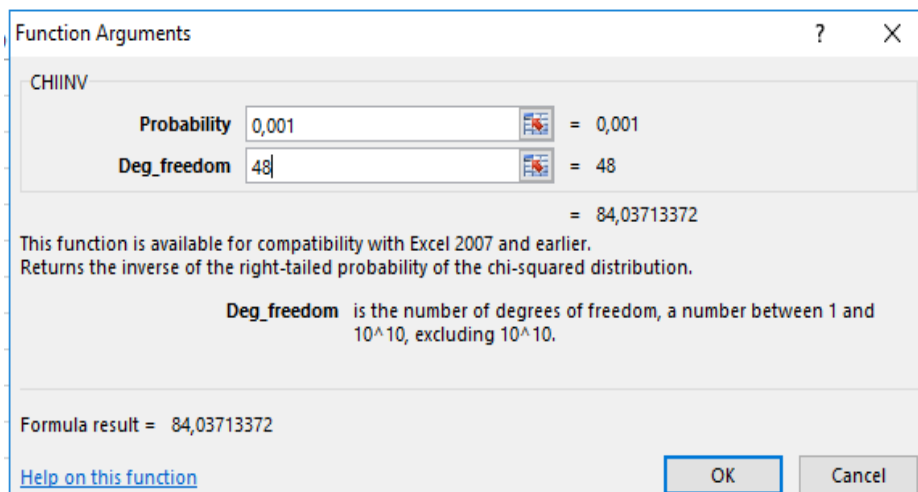 Function Arguments ? X
CHIINV
Probability 0,001 = 0,001
Deg_freedom 48 = 48
= 84,03713372
This function is available for compatibility with Excel 2007 and earlier.
Returns the inverse of the right-tailed probability of the chi-squared distribution.
Deg_freedom is the number of degrees of freedom, a number between 1 and
10^10, excluding 10^10.
Formula result = 84,03713372
Help on this function OK Cancel